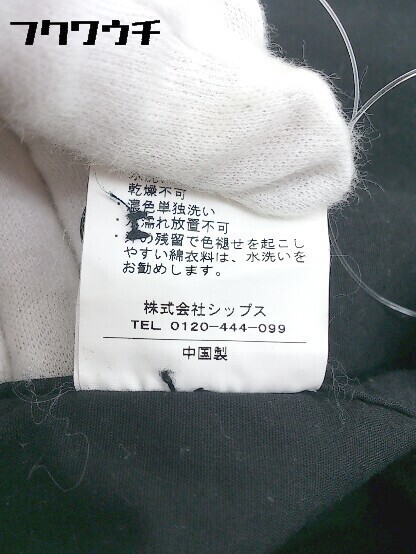 フクワウチ
乾燥不可
・濃色単独洗い
水濡れ放置不可
の残留で色褪せを起こし
やすい綿衣料は、水洗いを
お勧めします。
株式会社シップス
TEL 0120-444-099
中国製